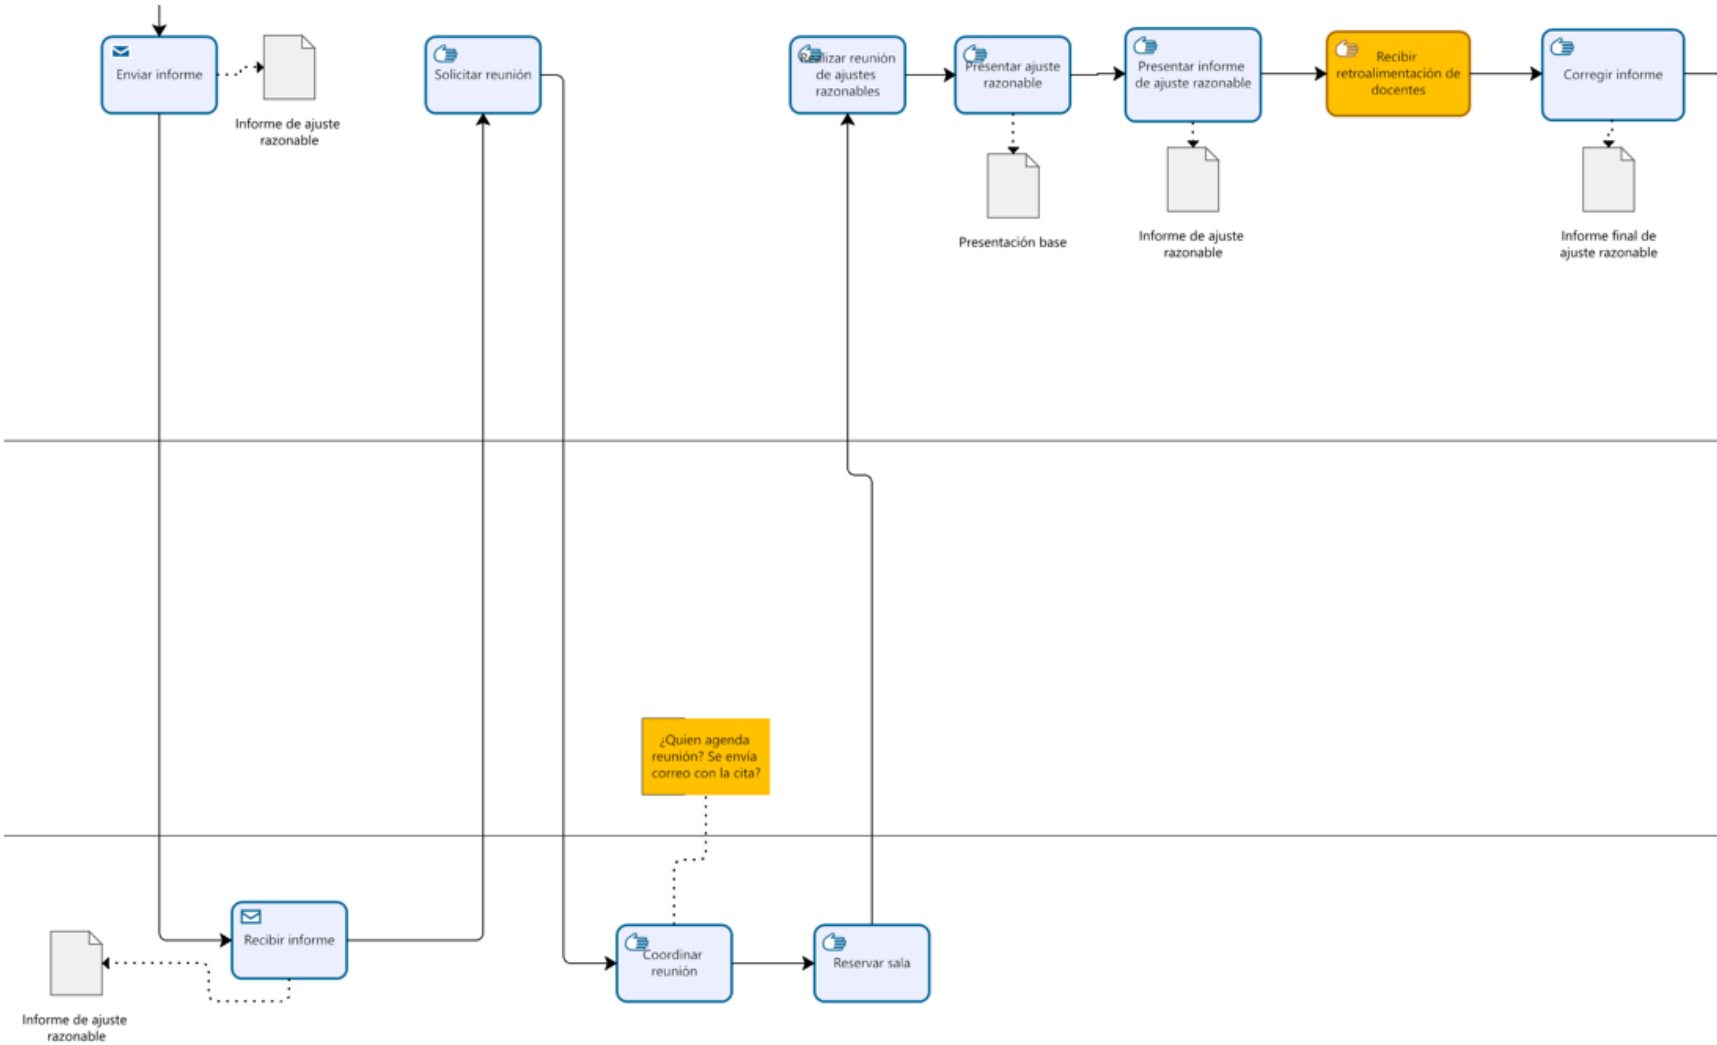 Enviar informe
Informe de ajuste
razonable
Solicitar reunión
Realizar reunión
de ajustes
razonables
Presentar ajuste
razonable
Presentación base
Presentar informe
de ajuste razonable
Informe de ajuste
razonable
Recibir
retroalimentación de
docentes
Corregir informe
Informe final de
ajuste razonable
¿Quien agenda
reunión? Se envía
correo con la cita?
Recibir informe
Informe de ajuste
razonable
Coordinar
reunión
Reservar sala